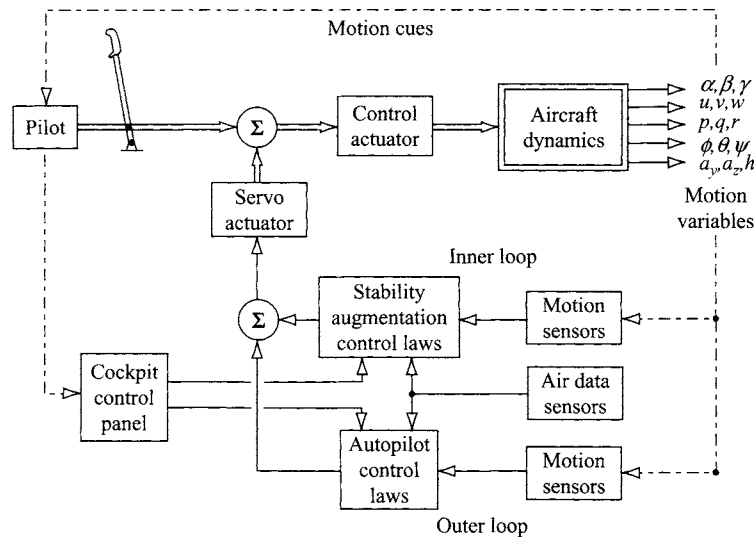 Motion cues
Pilot
Σ
Control
actuator
Aircraft
dynamics
α, β, γ
u, v, w
p, q, r
ϕ, θ, ψ
a_y, a_z, h
Motion
variables
Servo
actuator
Inner loop
Σ
Stability
augmentation
control laws
Motion
sensors
Cockpit
control
panel
Air data
sensors
Autopilot
control
laws
Motion
sensors
Outer loop